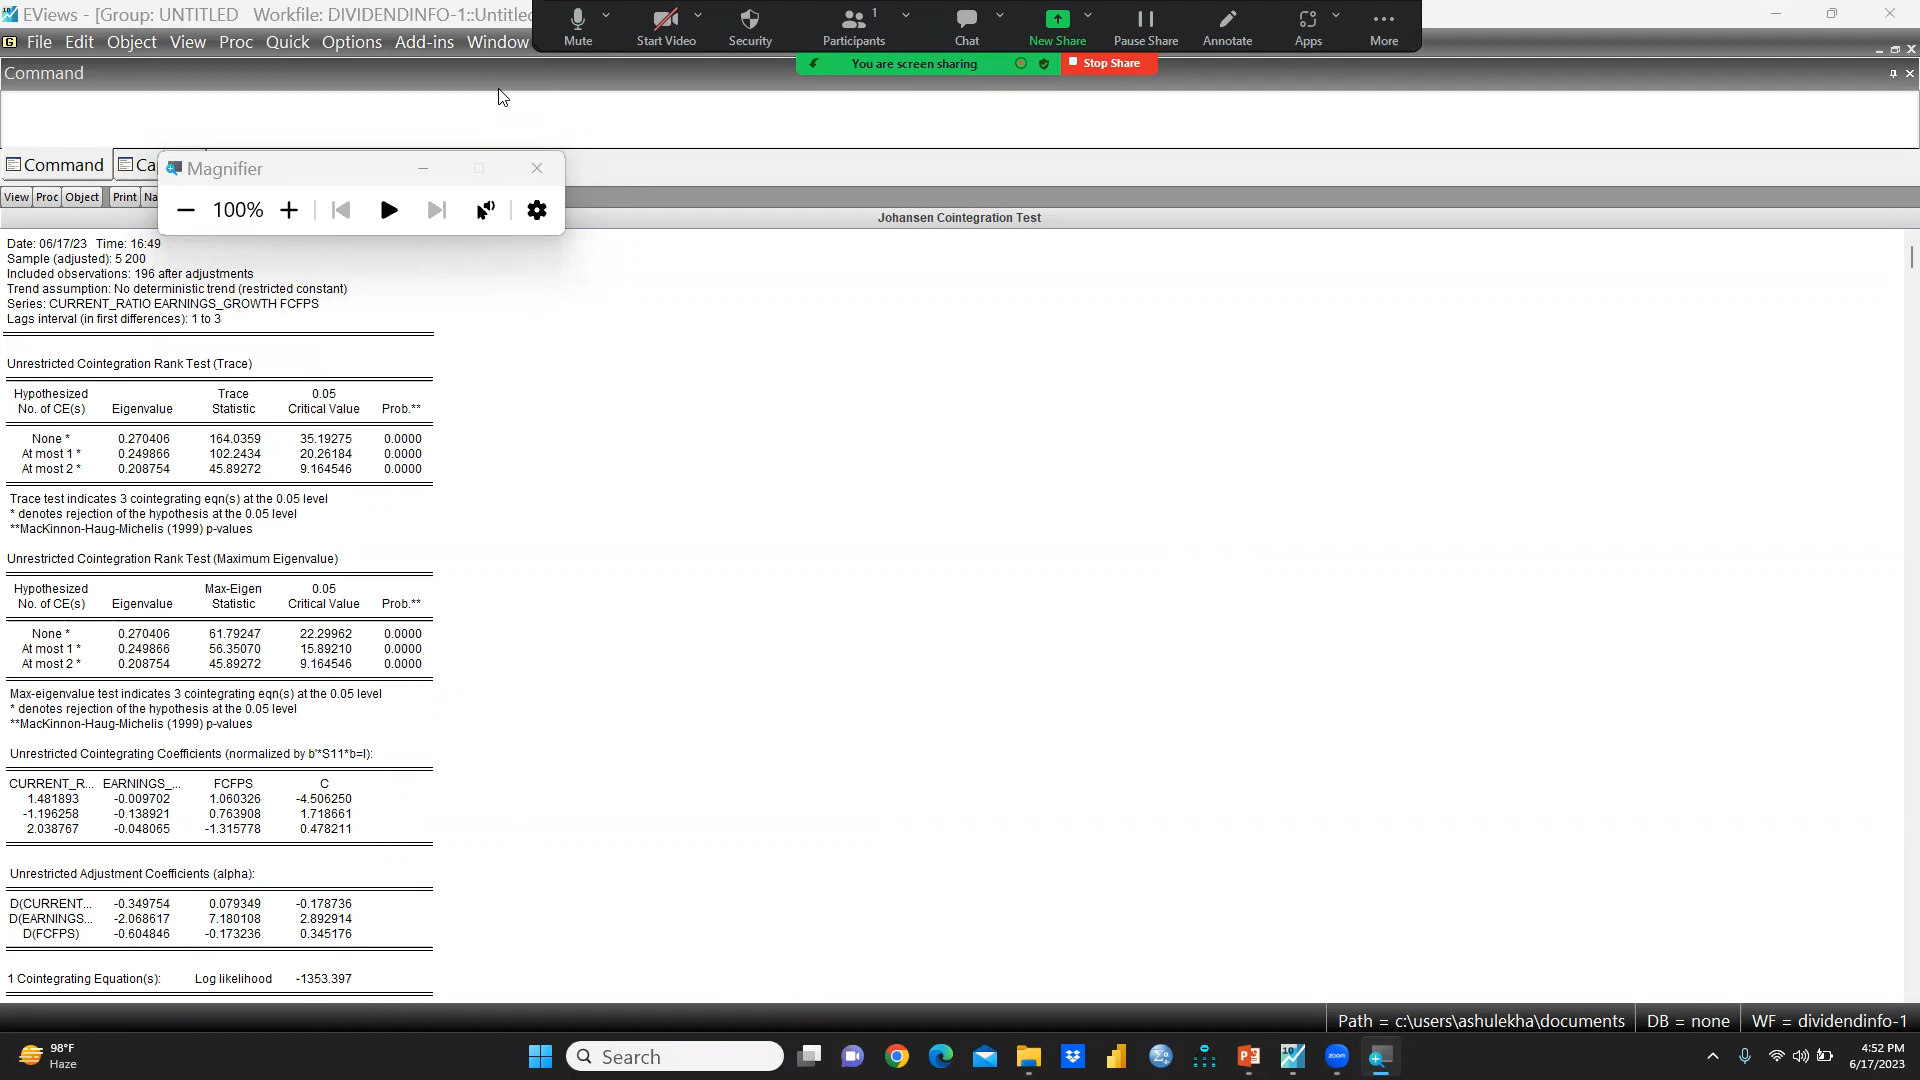 EViews - [Group: UNTITLED Workfile: DIVIDENDINFO-1::Untitled
Mute
Start Video
Security
1
Participants
Chat
New Share
Pause Share
Annotate
Apps
More
File Edit Object View Proc Quick Options Add-ins Window
You are screen sharing
Stop Share
Command
Command
Magnifier
View Proc Object Print
100%
Johansen Cointegration Test
Date: 06/17/23 Time: 16:49
Sample (adjusted): 5 200
Included observations: 196 after adjustments
Trend assumption: No deterministic trend (restricted constant)
Series: CURRENT_RATIO EARNINGS_GROWTH FCFPS
Lags interval (in first differences): 1 to 3
Unrestricted Cointegration Rank Test (Trace)
Hypothesized Trace 0.05
No. of CE(s) Eigenvalue Statistic Critical Value Prob.**
None * 0.270406 164.0359 35.19275 0.0000
At most 1 * 0.249866 102.2434 20.26184 0.0000
At most 2 * 0.208754 45.89272 9.164546 0.0000
Trace test indicates 3 cointegrating eqn(s) at the 0.05 level
* denotes rejection of the hypothesis at the 0.05 level
**MacKinnon-Haug-Michelis (1999) p-values
Unrestricted Cointegration Rank Test (Maximum Eigenvalue)
Hypothesized Max-Eigen 0.05
No. of CE(s) Eigenvalue Statistic Critical Value Prob.**
None * 0.270406 61.79247 22.29962 0.0000
At most 1 * 0.249866 56.35070 15.89210 0.0000
At most 2 * 0.208754 45.89272 9.164546 0.0000
Max-eigenvalue test indicates 3 cointegrating eqn(s) at the 0.05 level
* denotes rejection of the hypothesis at the 0.05 level
**MacKinnon-Haug-Michelis (1999) p-values
Unrestricted Cointegrating Coefficients (normalized by b'*S11*b=I):
CURRENT_R... EARNINGS_... FCFPS C
1.481893 -0.009702 1.060326 -4.506250
-1.196258 -0.138921 0.763908 1.718661
2.038767 -0.048065 -1.315778 0.478211
Unrestricted Adjustment Coefficients (alpha):
D(CURRENT... -0.349754 0.079349 -0.178736
D(EARNINGS... -2.068617 7.180108 2.892914
D(FCFPS) -0.604846 -0.173236 0.345176
1 Cointegrating Equation(s): Log likelihood -1353.397
Path = c:\users\ashulekha\documents DB = none WF = dividendinfo-1
98°F
Haze
Search
zoom
4:52 PM
6/17/2023